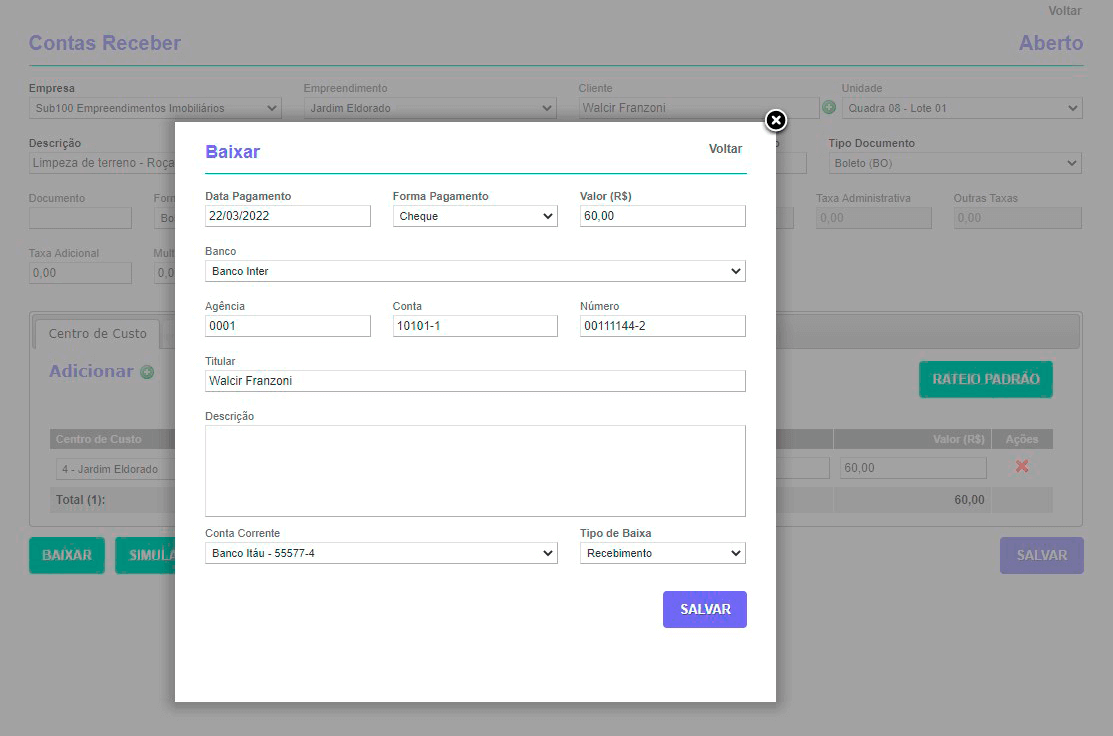 Voltar
Contas Receber
Aberto
Empresa
Empreendimento
Cliente
Unidade
Sub100 Empreendimentos Imobiliários
Jardim Eldorado
Walcir Franzoni
Quadra 08 - Lote 01
Descrição
Tipo Documento
Limpeza de terreno - Roça
Boleto (BO)
Documento
Taxa Administrativa
Outras Taxas
0,00
0,00
Taxa Adicional
0,00
Baixar
Voltar
Data Pagamento
Forma Pagamento
Valor (R$)
22/03/2022
Cheque
60,00
Banco
Banco Inter
Agência
Conta
Número
0001
10101-1
00111144-2
Titular
Walcir Franzoni
Descrição
Conta Corrente
Tipo de Baixa
Banco Itáu - 55577-4
Recebimento
SALVAR
Centro de Custo
Adicionar
RATEIO PADRÃO
Centro de Custo
Valor (R$)
Ações
4 - Jardim Eldorado
60,00
Total (1):
60,00
BAIXAR
SIMULA
SALVAR